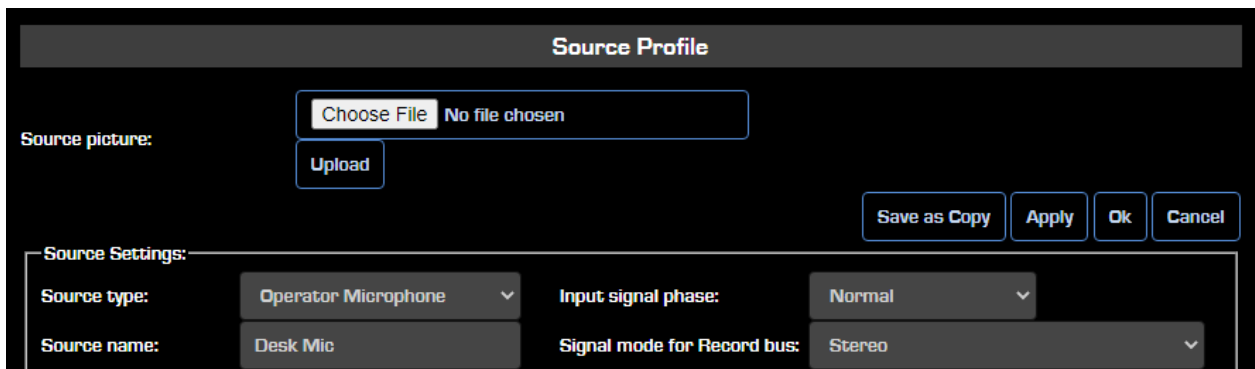 Source Profile
Source picture:
Choose File No file chosen
Upload
Save as Copy Apply Ok Cancel
Source Settings:
Source type: Operator Microphone Input signal phase: Normal
Source name: Desk Mic Signal mode for Record bus: Stereo